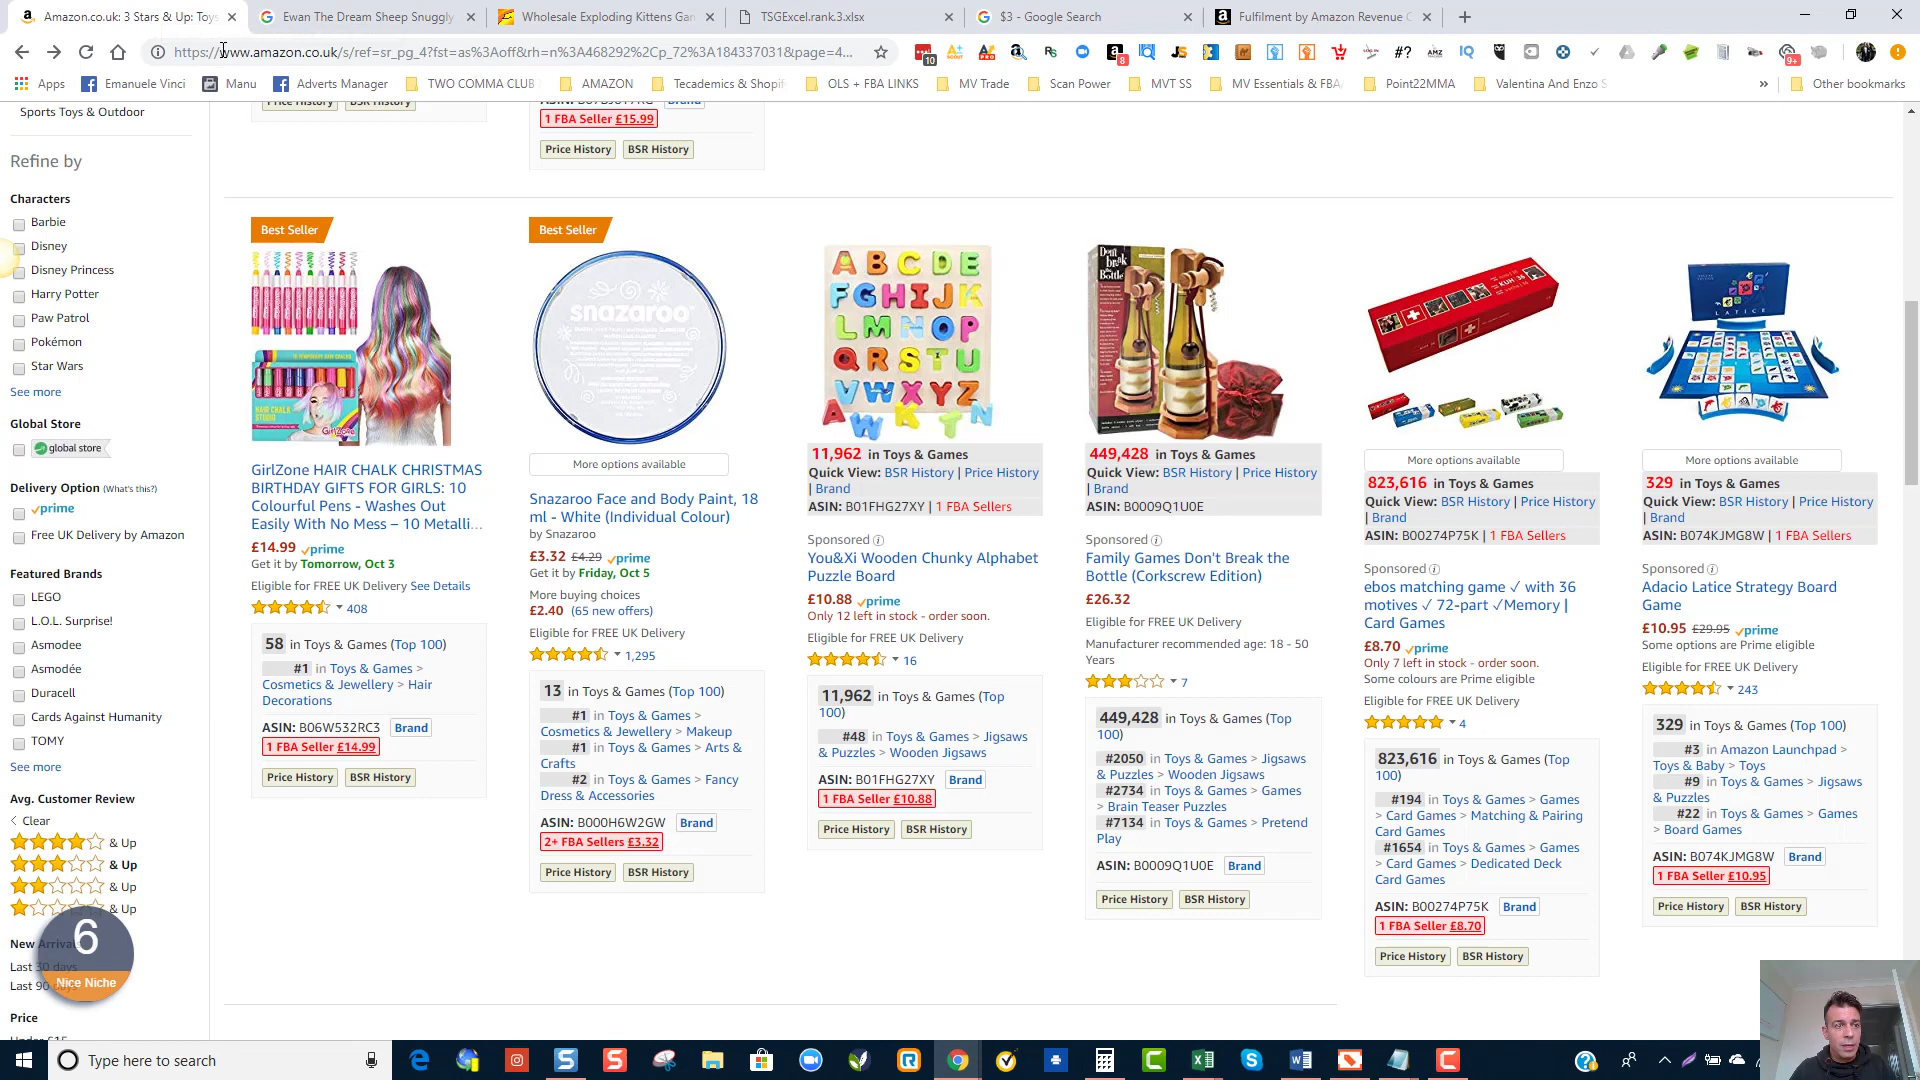 Amazon.co.uk: 3 Stars & Up: Toys
Ewan The Dream Sheep Snuggly
Wholesale Exploding Kittens Gam
TSGExcel.rank.3.xlsx
$3 - Google Search
Fulfilment by Amazon Revenue C
https://www.amazon.co.uk/s/ref=sr_pg_4?fst=as%3Aoff&rh=n%3A468292%2Cp_72%3A184337031&page=4...
Apps
Emanuele Vinci
Manu
Adverts Manager
TWO COMMA CLUB
AMAZON
Tecademics & Shopif
OLS + FBA LINKS
MV Trade
Scan Power
MVT SS
MV Essentials & FBA
Point22MMA
Valentina And Enzo S
Other bookmarks
Sports Toys & Outdoor
Refine by
Characters
Barbie
Disney
Disney Princess
Harry Potter
Paw Patrol
Pokémon
Star Wars
See more
Global Store
global store
Delivery Option (What's this?)
prime
Free UK Delivery by Amazon
Featured Brands
LEGO
L.O.L. Surprise!
Asmodee
Asmodée
Duracell
Cards Against Humanity
TOMY
See more
Avg. Customer Review
Clear
& Up
& Up
& Up
& Up
New Arrivals
Last 30 days
Last 90 days
6
Nice Niche
Price
Price History BSR History
Brand
1 FBA Seller £15.99
Price History BSR History
Best Seller
GirlZone HAIR CHALK CHRISTMAS
BIRTHDAY GIFTS FOR GIRLS: 10
Colourful Pens - Washes Out
Easily With No Mess – 10 Metalli...
£14.99 prime
Get it by Tomorrow, Oct 3
Eligible for FREE UK Delivery See Details
408
58 in Toys & Games (Top 100)
#1 in Toys & Games >
Cosmetics & Jewellery > Hair
Decorations
ASIN: B06W532RC3 Brand
1 FBA Seller £14.99
Price History BSR History
Best Seller
snazaroo
More options available
Snazaroo Face and Body Paint, 18
ml - White (Individual Colour)
by Snazaroo
£3.32 £4.29 prime
Get it by Friday, Oct 5
More buying choices
£2.40 (65 new offers)
Eligible for FREE UK Delivery
1,295
13 in Toys & Games (Top 100)
#1 in Toys & Games >
Cosmetics & Jewellery > Makeup
#1 in Toys & Games > Arts &
Crafts
#2 in Toys & Games > Fancy
Dress & Accessories
ASIN: B000H6W2GW Brand
2+ FBA Sellers £3.32
Price History BSR History
11,962 in Toys & Games
Quick View: BSR History | Price History
| Brand
ASIN: B01FHG27XY | 1 FBA Sellers
Sponsored
You&Xi Wooden Chunky Alphabet
Puzzle Board
£10.88 prime
Only 12 left in stock - order soon.
Eligible for FREE UK Delivery
16
11,962 in Toys & Games (Top
100)
#48 in Toys & Games > Jigsaws
& Puzzles > Wooden Jigsaws
ASIN: B01FHG27XY Brand
1 FBA Seller £10.88
Price History BSR History
Don't break the Bottle
449,428 in Toys & Games
Quick View: BSR History | Price History
| Brand
ASIN: B0009Q1U0E
Sponsored
Family Games Don't Break the
Bottle (Corkscrew Edition)
£26.32
Eligible for FREE UK Delivery
Manufacturer recommended age: 18 - 50
Years
7
449,428 in Toys & Games (Top
100)
#2050 in Toys & Games > Jigsaws
& Puzzles > Wooden Jigsaws
#2734 in Toys & Games > Games
> Brain Teaser Puzzles
#7134 in Toys & Games > Pretend
Play
ASIN: B0009Q1U0E Brand
Price History BSR History
More options available
823,616 in Toys & Games
Quick View: BSR History | Price History
| Brand
ASIN: B00274P75K | 1 FBA Sellers
Sponsored
ebos matching game ✓ with 36
motives ✓ 72-part ✓Memory |
Card Games
£8.70 prime
Only 7 left in stock - order soon.
Some colours are Prime eligible
Eligible for FREE UK Delivery
4
823,616 in Toys & Games (Top
100)
#194 in Toys & Games > Games
> Card Games > Matching & Pairing
Card Games
#1654 in Toys & Games > Games
> Card Games > Dedicated Deck
Card Games
ASIN: B00274P75K Brand
1 FBA Seller £8.70
Price History BSR History
LATICE
More options available
329 in Toys & Games
Quick View: BSR History | Price History
| Brand
ASIN: B074KJMG8W | 1 FBA Sellers
Sponsored
Adacio Latice Strategy Board
Game
£10.95 £29.95 prime
Some options are Prime eligible
Eligible for FREE UK Delivery
243
329 in Toys & Games (Top 100)
#3 in Amazon Launchpad >
Toys & Baby > Toys
#9 in Toys & Games > Jigsaws
& Puzzles
#22 in Toys & Games > Games
> Board Games
ASIN: B074KJMG8W Brand
1 FBA Seller £10.95
Price History BSR History
Type here to search